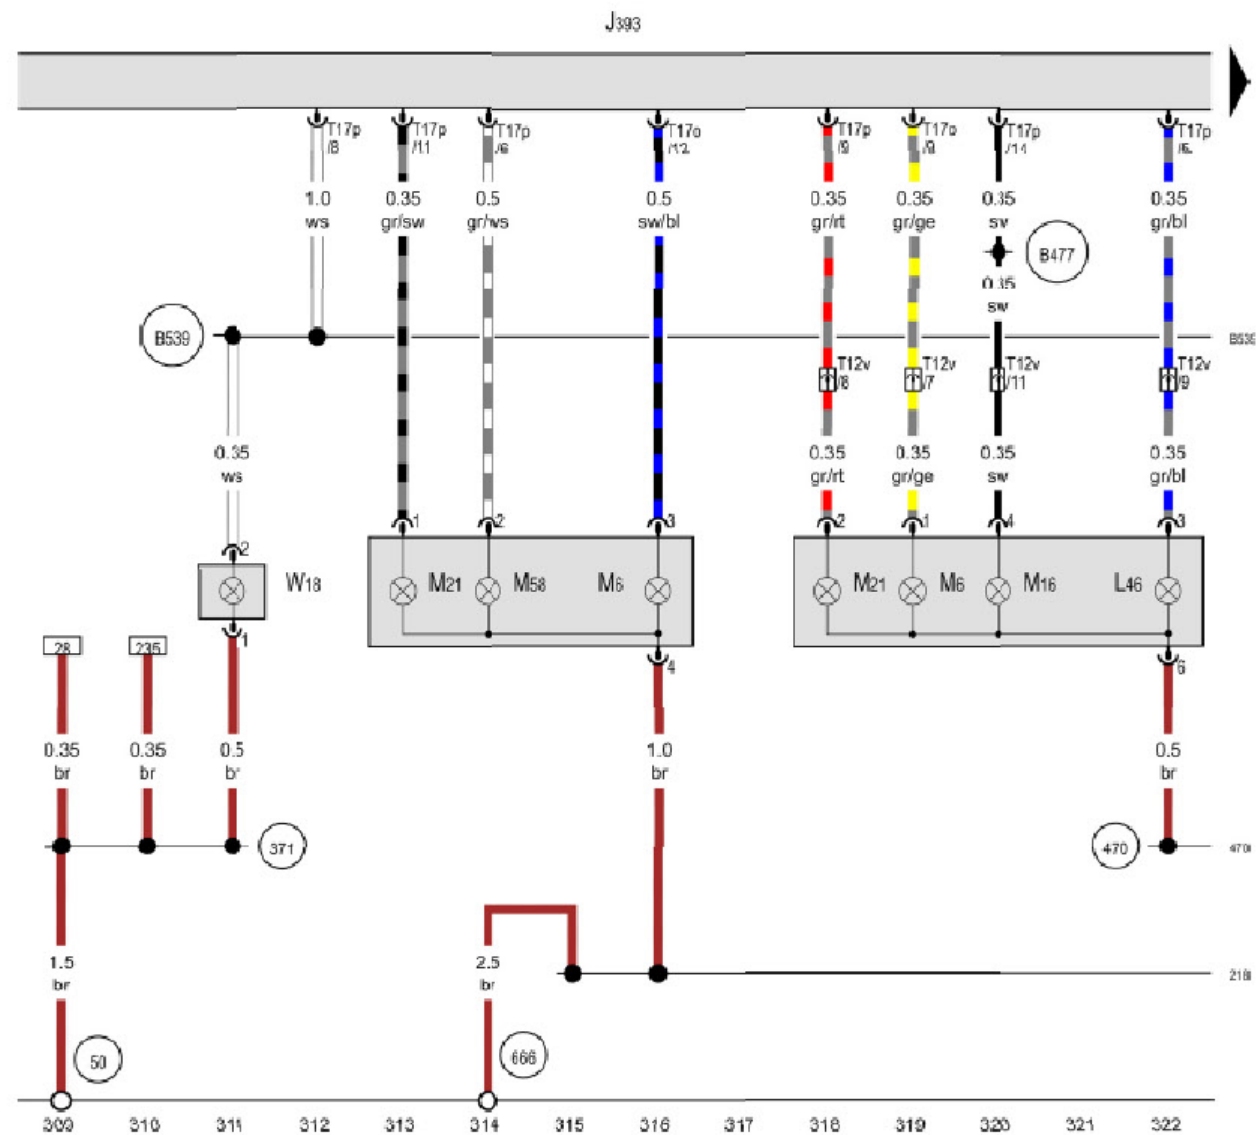 J393
T17p T17p T17p T17o T17p T17o T17p T17p
/8 /11 /6 /12 /9 /9 /14 /5
1.0 0.35 0.5 0.5 0.35 0.35 0.35 0.35
ws gr/sw gr/ws sw/bl gr/rt gr/ge sw gr/bl
B477
0.35
sw
B539 B539
T12v T12v T12v T12v
/8 /7 /11 /9
0.35 0.35 0.35 0.35 0.35
ws gr/rt gr/ge sw gr/bl
1 2 3 2 1 4 3
2
W18 M21 M58 M6 M21 M6 M16 L46
28 235 1 4 6
0.35 0.35 0.5 1.0 0.5
br br br br br
371 470 470
1.5 2.5 218
br br
50 666
309 310 311 312 313 314 315 316 317 318 319 320 321 322